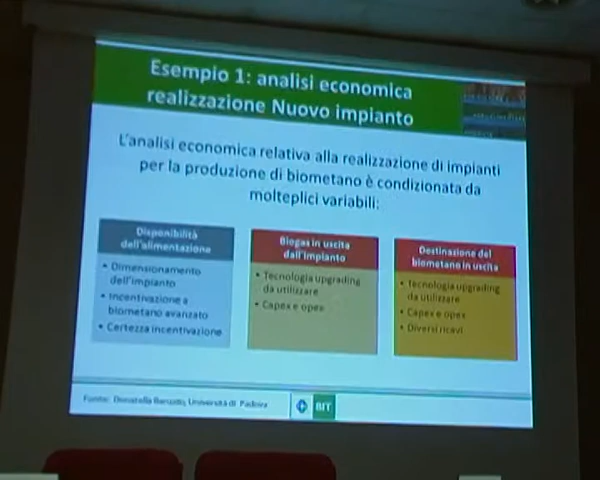 Esempio 1: analisi economica
realizzazione Nuovo impianto
L'analisi economica relativa alla realizzazione di impianti
per la produzione di biometano è condizionata da
molteplici variabili:
Disponibilità
dell'alimentazione
• Dimensionamento
dell'impianto
• Incentivazione a
biometano avanzato
• Certezza incentivazione
Biogas in uscita
dall'impianto
• Tecnologia upgrading
da utilizzare
• Capex e opex
Destinazione del
biometano in uscita
• Tecnologia upgrading
da utilizzare
• Capex e opex
• Diversi ricavi
Fonte: Donatella Università di Padova
BIT